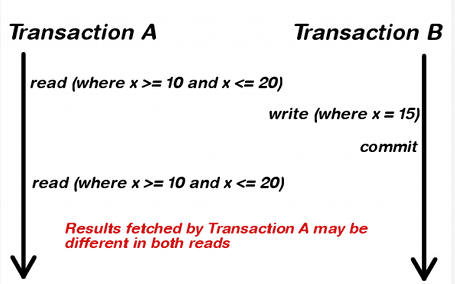 Transaction A
Transaction B
read (where x >= 10 and x <= 20)
write (where x = 15)
commit
read (where x >= 10 and x <= 20)
Results fetched by Transaction A may be
different in both reads